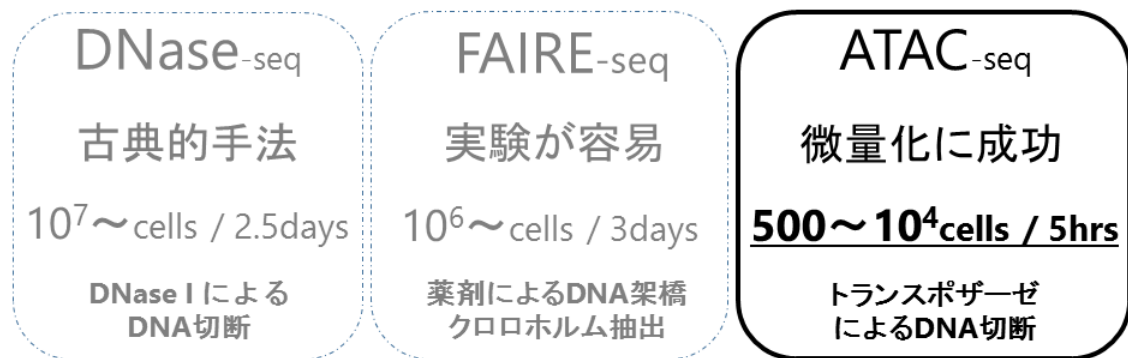 DNase-seq
古典的手法
10⁷～cells / 2.5days
DNase I による
DNA切断
FAIRE-seq
実験が容易
10⁶～cells / 3days
薬剤によるDNA架橋
クロロホルム抽出
ATAC-seq
微量化に成功
500～10⁴cells / 5hrs
トランスポザーゼ
によるDNA切断